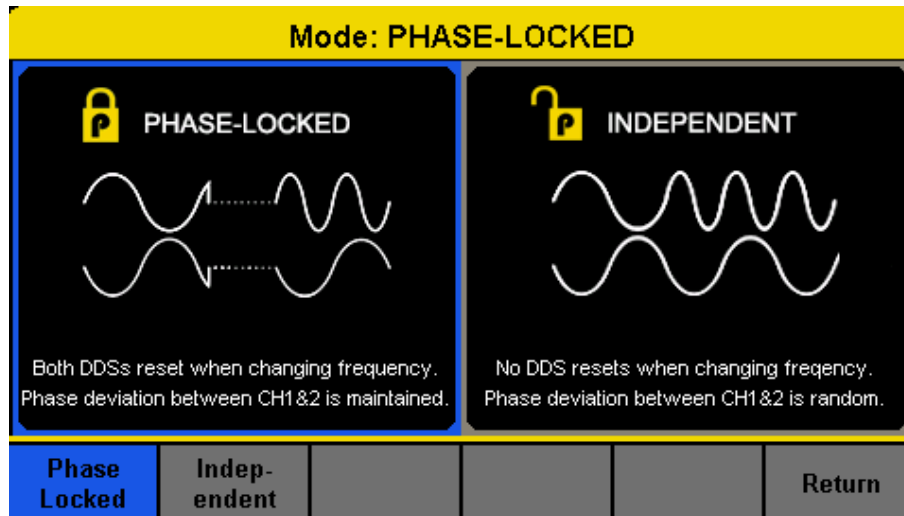 Mode: PHASE-LOCKED
P PHASE-LOCKED
P INDEPENDENT
Both DDSs reset when changing frequency.
Phase deviation between CH1&2 is maintained.
No DDS resets when changing freqency.
Phase deviation between CH1&2 is random.
Phase
Locked
Indep-
endent
Return